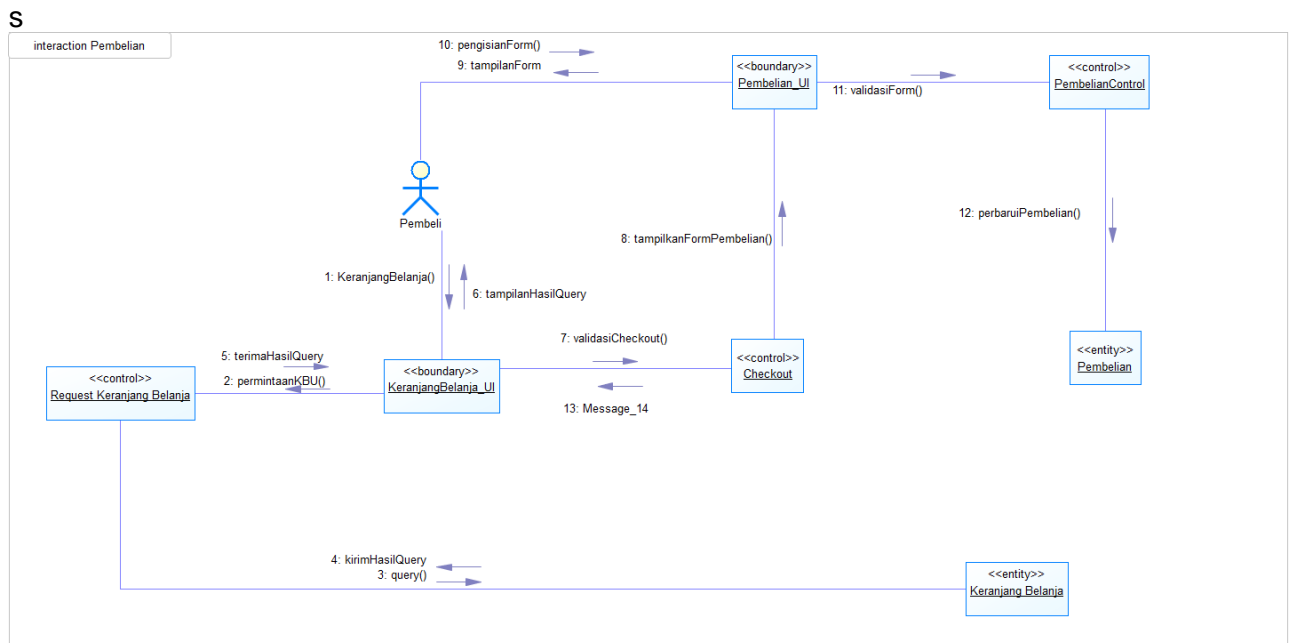 S
interaction Pembelian
10: pengisianForm()
9: tampilanForm
<<boundary>>
Pembelian_UI
11: validasiForm()
<<control>>
PembelianControl
Pembeli
12: perbaruiPembelian()
8: tampilkanFormPembelian()
1: KeranjangBelanja()
6: tampilanHasilQuery
7: validasiCheckout()
5: terimaHasilQuery
2: permintaanKBU()
<<control>>
Request Keranjang Belanja
<<boundary>>
KeranjangBelanja_UI
<<control>>
Checkout
<<entity>>
Pembelian
13: Message_14
4: kirimHasilQuery
3: query()
<<entity>>
Keranjang Belanja